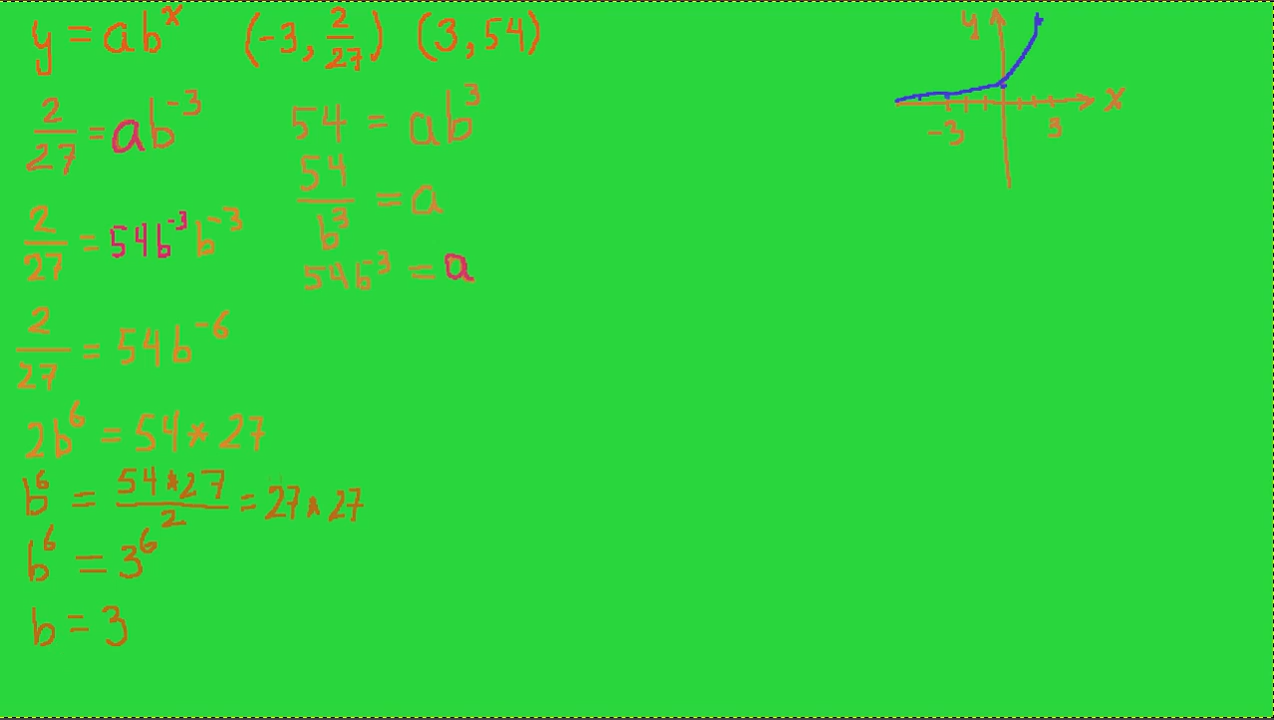 y = ab^x (-3, 2/27) (3, 54)
2/27 = ab^-3
54 = ab^3
54/b^3 = a
54b^3 = a
2/27 = 54b^-3 b^-3
2/27 = 54b^-6
2b^6 = 54 * 27
b^6 = 54*27/2 = 27*27
b^6 = 3^6
b = 3
y
x
-3 3